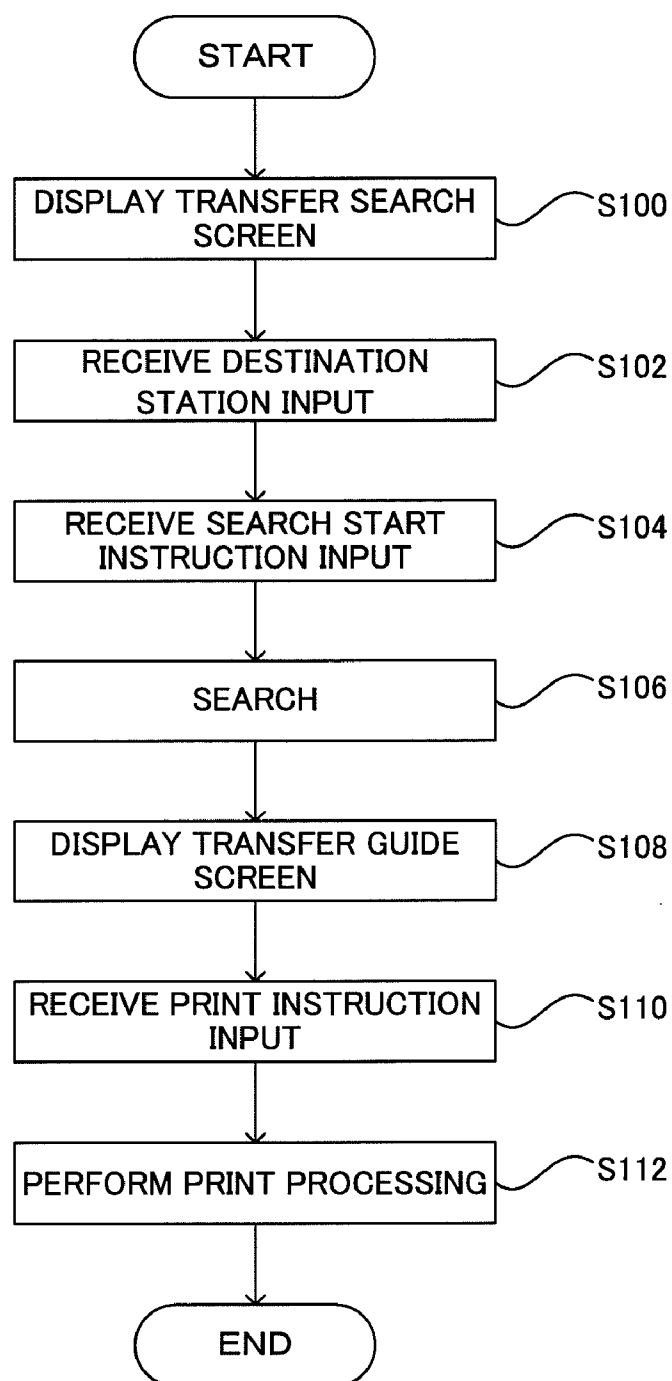 START
DISPLAY TRANSFER SEARCH
SCREEN
S100
RECEIVE DESTINATION
STATION INPUT
S102
RECEIVE SEARCH START
INSTRUCTION INPUT
S104
SEARCH
S106
DISPLAY TRANSFER GUIDE
SCREEN
S108
RECEIVE PRINT INSTRUCTION
INPUT
S110
PERFORM PRINT PROCESSING
S112
END